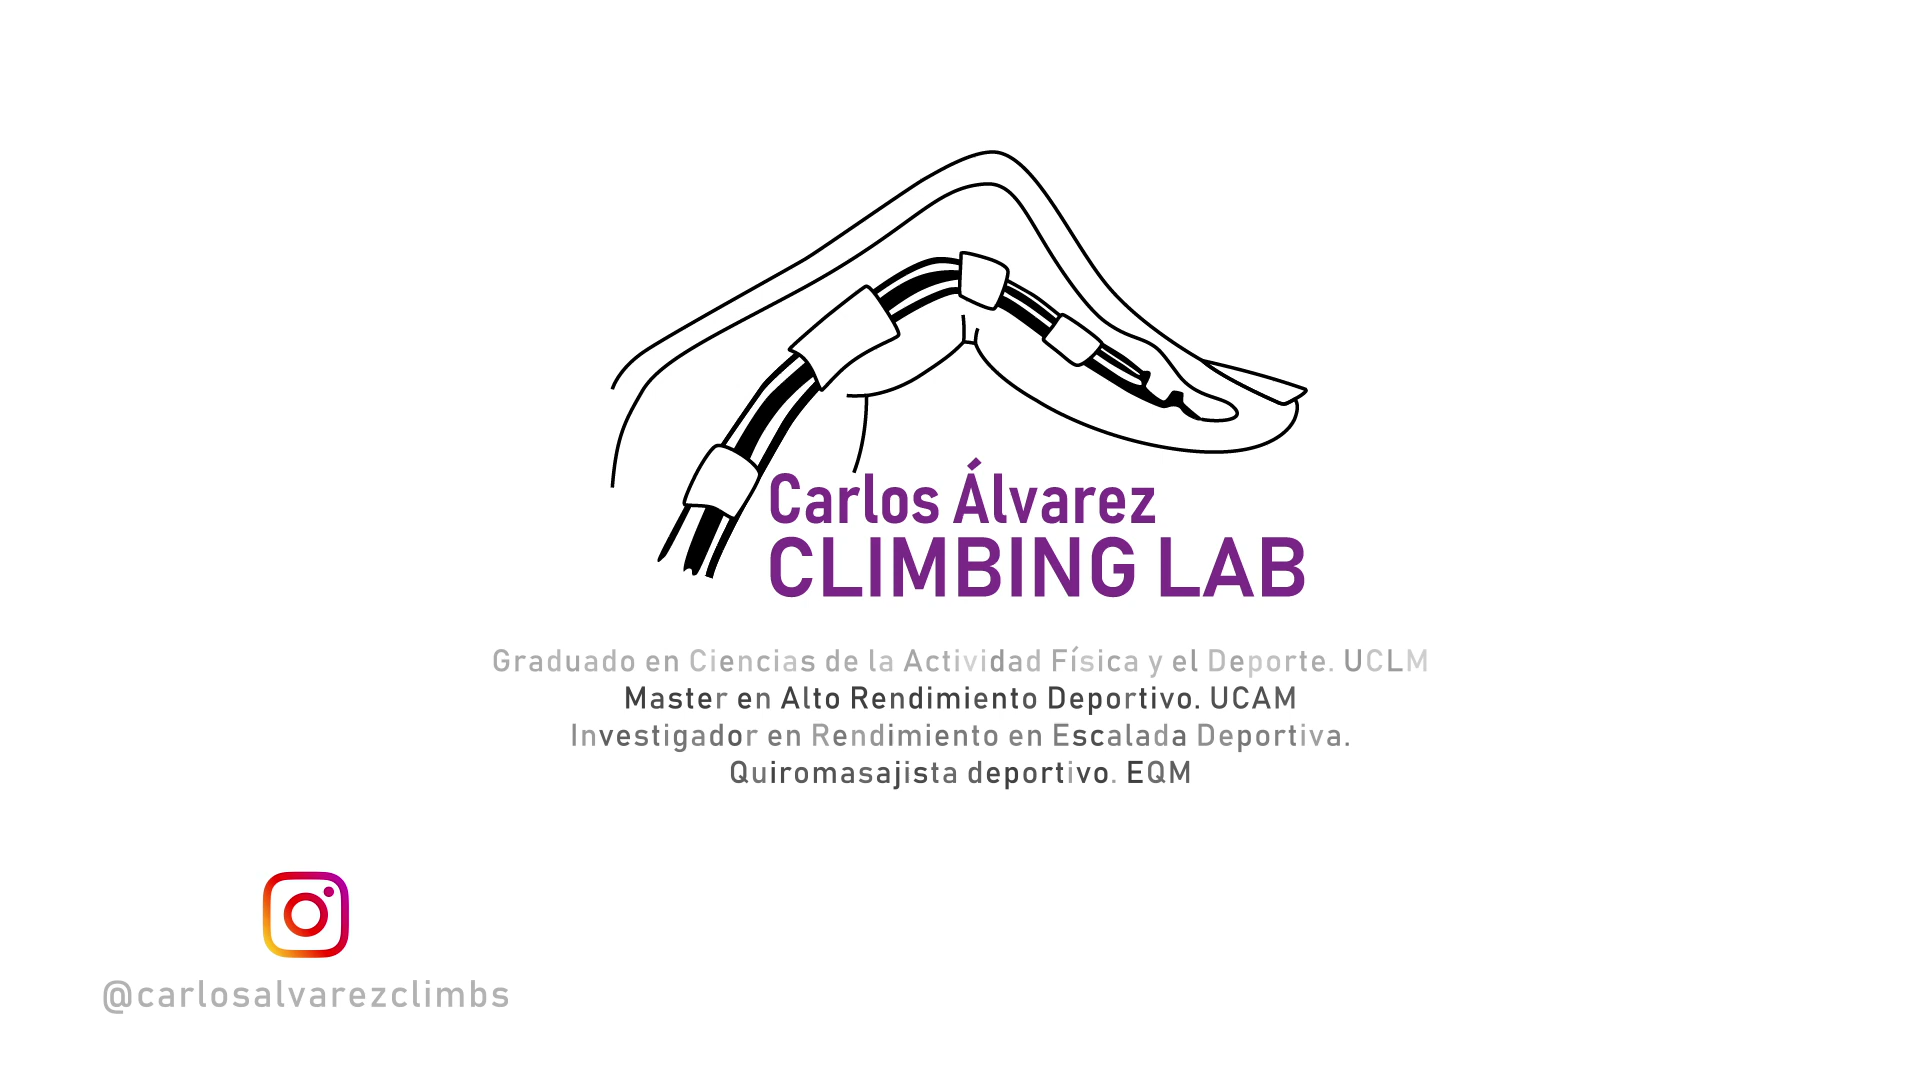 Carlos Álvarez
CLIMBING LAB
Graduado en Ciencias de la Actividad Física y el Deporte. UCLM
Master en Alto Rendimiento Deportivo. UCAM
Investigador en Rendimiento en Escalada Deportiva.
Quiromasajista deportivo. EQM
@carlosalvarezclimbs